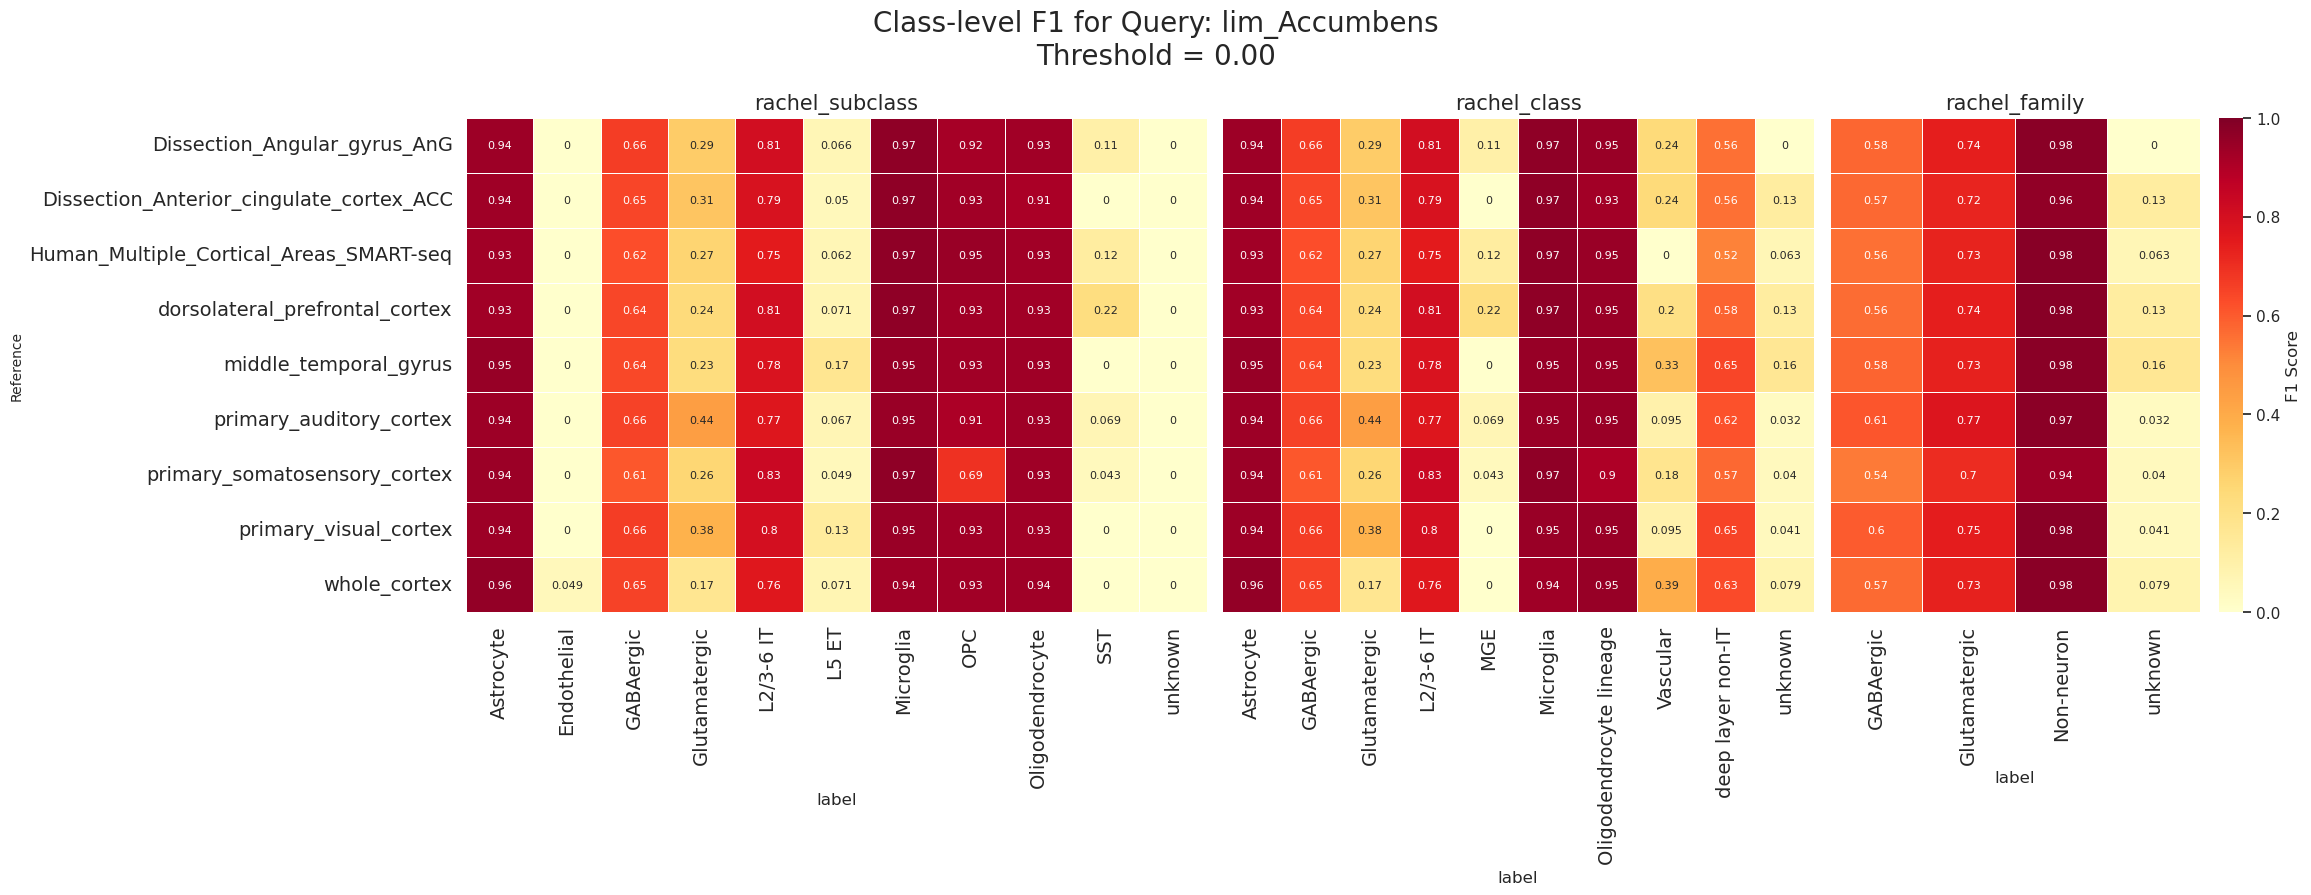 Class-level F1 for Query: lim_Accumbens
Threshold = 0.00
rachel_subclass
rachel_class
rachel_family
Reference
Dissection_Angular_gyrus_AnG 0.94 0 0.66 0.29 0.81 0.066 0.97 0.92 0.93 0.11 0 0.94 0.66 0.29 0.81 0.11 0.97 0.95 0.24 0.56 0 0.58 0.74 0.98 0
Dissection_Anterior_cingulate_cortex_ACC 0.94 0 0.65 0.31 0.79 0.05 0.97 0.93 0.91 0 0 0.94 0.65 0.31 0.79 0 0.97 0.93 0.24 0.56 0.13 0.57 0.72 0.96 0.13
Human_Multiple_Cortical_Areas_SMART-seq 0.93 0 0.62 0.27 0.75 0.062 0.97 0.95 0.93 0.12 0 0.93 0.62 0.27 0.75 0.12 0.97 0.95 0 0.52 0.063 0.56 0.73 0.98 0.063
dorsolateral_prefrontal_cortex 0.93 0 0.64 0.24 0.81 0.071 0.97 0.93 0.93 0.22 0 0.93 0.64 0.24 0.81 0.22 0.97 0.95 0.2 0.58 0.13 0.56 0.74 0.98 0.13
middle_temporal_gyrus 0.95 0 0.64 0.23 0.78 0.17 0.95 0.93 0.93 0 0 0.95 0.64 0.23 0.78 0 0.95 0.95 0.33 0.65 0.16 0.58 0.73 0.98 0.16
primary_auditory_cortex 0.94 0 0.66 0.44 0.77 0.067 0.95 0.91 0.93 0.069 0 0.94 0.66 0.44 0.77 0.069 0.95 0.95 0.095 0.62 0.032 0.61 0.77 0.97 0.032
primary_somatosensory_cortex 0.94 0 0.61 0.26 0.83 0.049 0.97 0.69 0.93 0.043 0 0.94 0.61 0.26 0.83 0.043 0.97 0.9 0.18 0.57 0.04 0.54 0.7 0.94 0.04
primary_visual_cortex 0.94 0 0.66 0.38 0.8 0.13 0.95 0.93 0.93 0 0 0.94 0.66 0.38 0.8 0 0.95 0.95 0.095 0.65 0.041 0.6 0.75 0.98 0.041
whole_cortex 0.96 0.049 0.65 0.17 0.76 0.071 0.94 0.93 0.94 0 0 0.96 0.65 0.17 0.76 0 0.94 0.95 0.39 0.63 0.079 0.57 0.73 0.98 0.079
Astrocyte
Endothelial
GABAergic
Glutamatergic
L2/3-6 IT
L5 ET
Microglia
OPC
Oligodendrocyte
SST
unknown
label
Astrocyte
GABAergic
Glutamatergic
L2/3-6 IT
MGE
Microglia
Oligodendrocyte lineage
Vascular
deep layer non-IT
unknown
label
GABAergic
Glutamatergic
Non-neuron
unknown
label
1.0
0.8
0.6
0.4
0.2
0.0
F1 Score